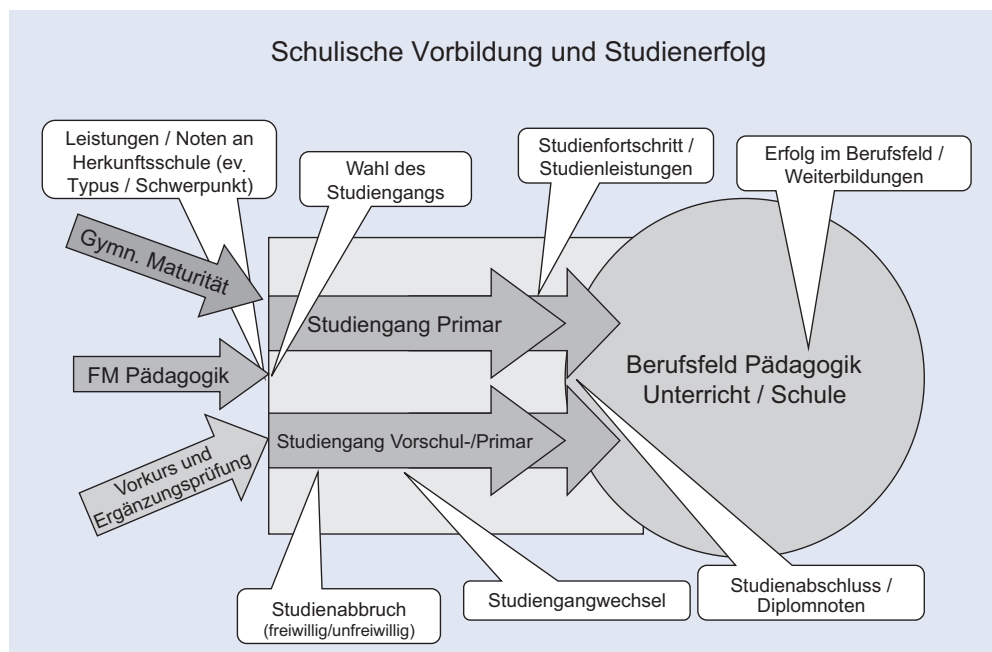 Schulische Vorbildung und Studienerfolg
Leistungen / Noten an
Herkunftsschule (ev.
Typus / Schwerpunkt)
Wahl des
Studiengangs
Studienfortschritt /
Studienleistungen
Erfolg im Berufsfeld /
Weiterbildungen
Gymn. Maturität
Studiengang Primar
FM Pädagogik
Berufsfeld Pädagogik
Unterricht / Schule
Studiengang Vorschul-/Primar
Vorkurs und
Ergänzungsprüfung
Studienabbruch
(freiwillig/unfreiwillig)
Studiengangwechsel
Studienabschluss /
Diplomnoten